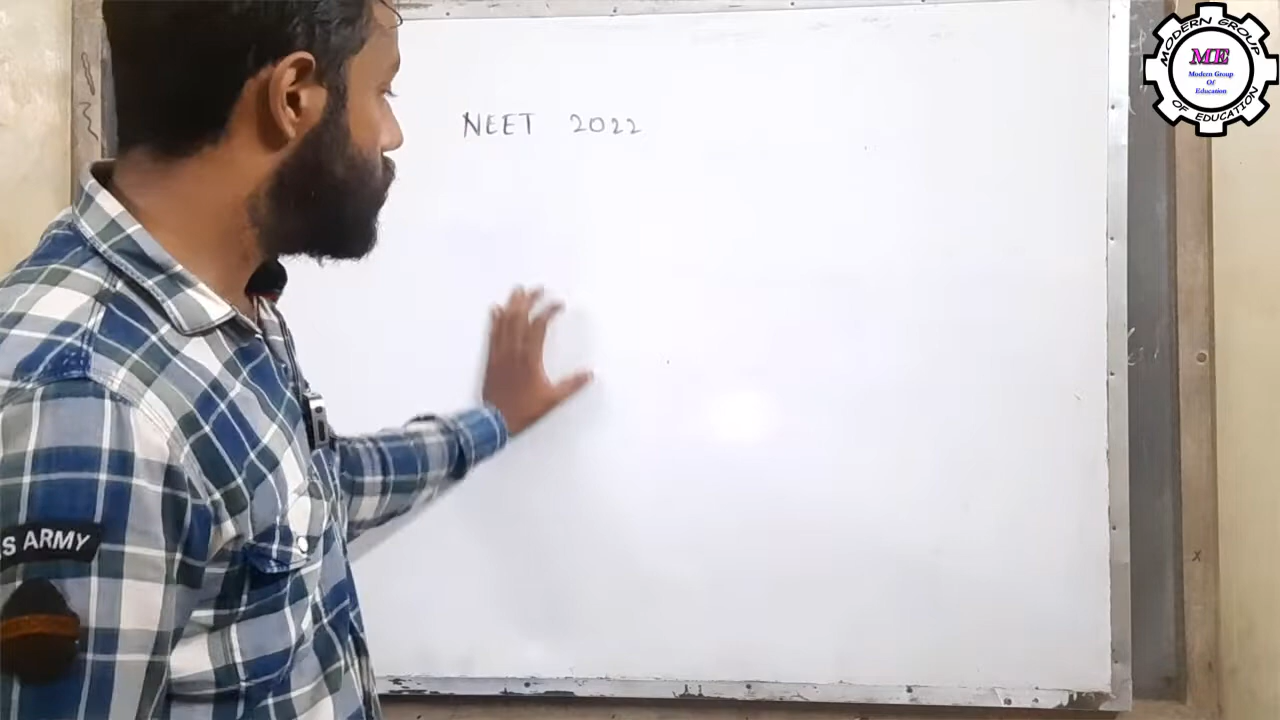 NEET 2022
MODERN GROUP
ME
Modern Group
Of
Education
OF EDUCATION
S ARMY